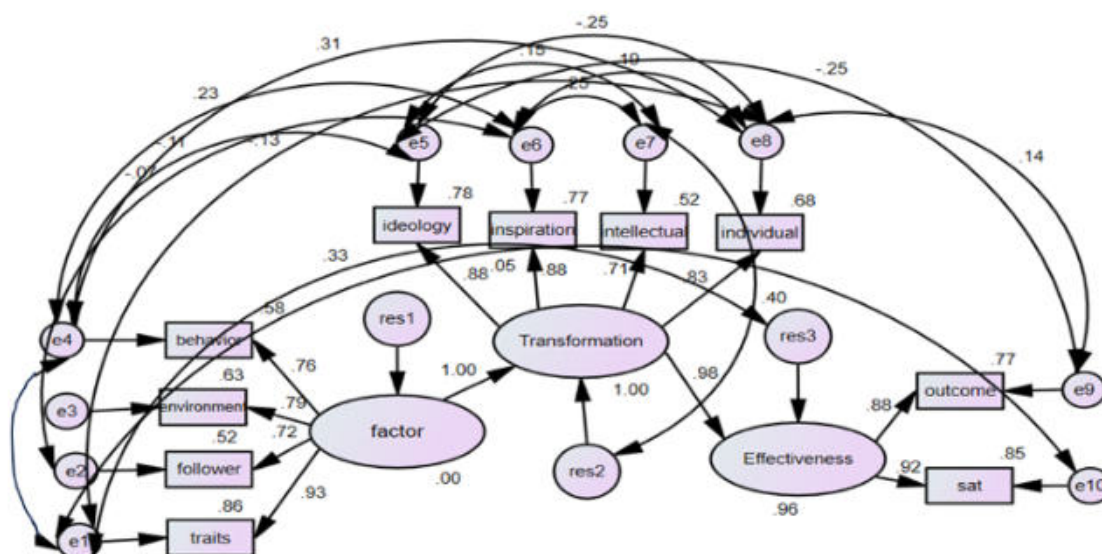 -.25
.31
.15
.19
-.25
.23
.25
-.11
-.13
e5
e6
e7
e8
.14
-.07
.78
.77
.52
.68
ideology
inspiration
intellectual
individual
.33
.88
.05
.88
.71
.83
.58
.40
e4
behavior
res1
Transformation
res3
.77
.76
1.00
1.00
.98
outcome
e9
.63
e3
environment
.79
.88
.52
.72
factor
e2
follower
res2
Effectiveness
.92
.85
.00
sat
e10
.93
.86
.96
e1
traits